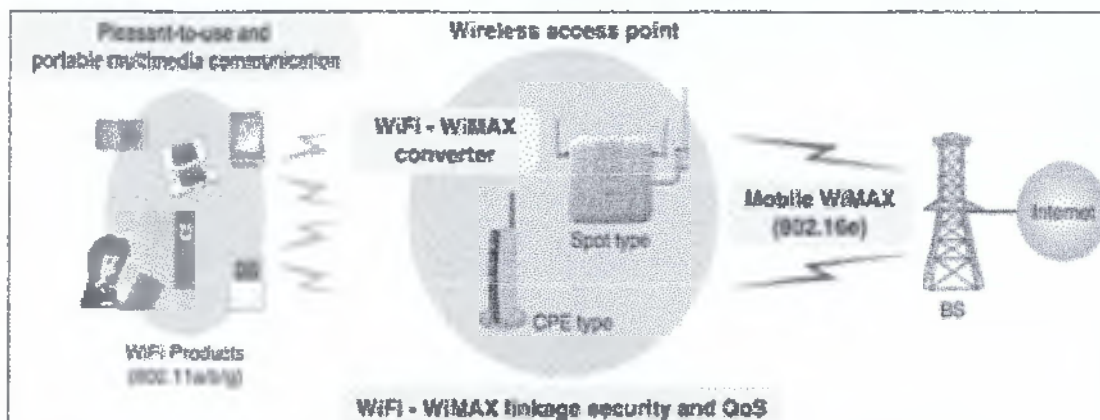 Pleasant-to-use and
portable multimedia communication
Wireless access point
WiFi - WiMAX
converter
Spot type
CPE type
Mobile WiMAX
(802.16e)
Internet
BS
WiFi Products
(802.11a/b/g)
WiFi - WiMAX linkage security and QoS